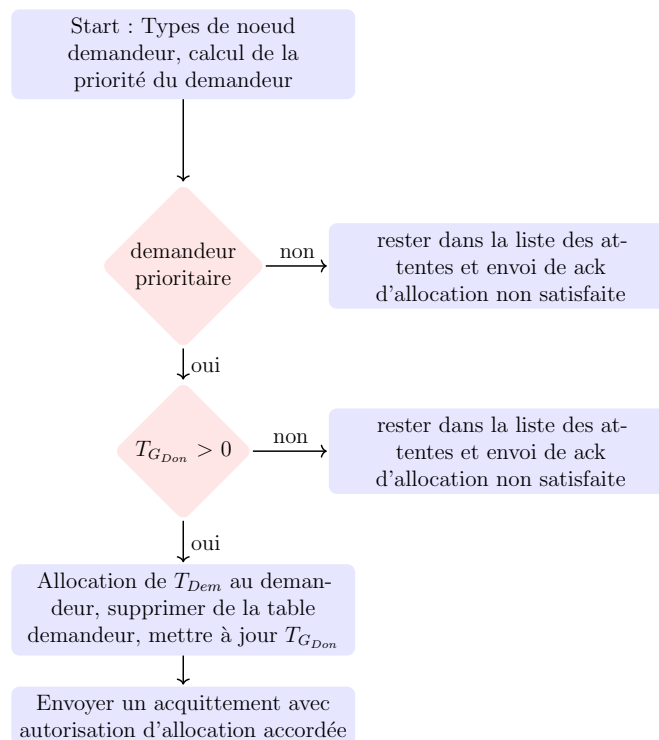 Start : Types de noeud
demandeur, calcul de la
priorité du demandeur
demandeur
prioritaire
non
rester dans la liste des at-
tentes et envoi de ack
d'allocation non satisfaite
oui
T_{G_{Don}} > 0
non
rester dans la liste des at-
tentes et envoi de ack
d'allocation non satisfaite
oui
Allocation de T_{Dem} au deman-
deur, supprimer de la table
demandeur, mettre à jour T_{G_{Don}}
Envoyer un acquittement avec
autorisation d'allocation accordée